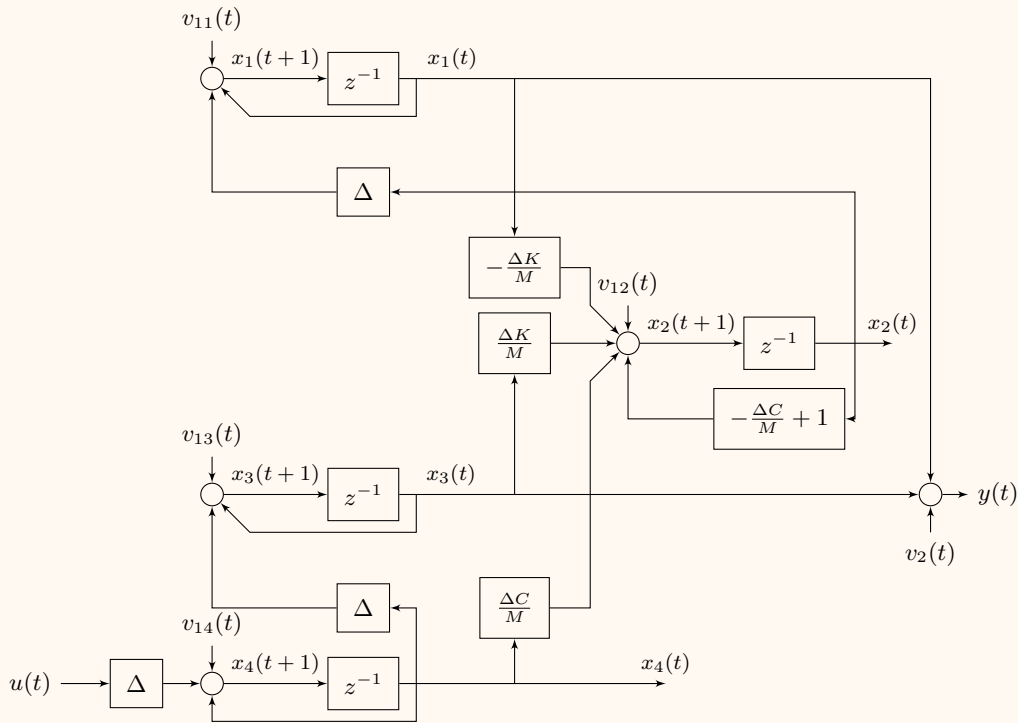 v₁₁(t)
x₁(t+1)
z⁻¹
x₁(t)
Δ
−ΔK/M
v₁₂(t)
ΔK/M
x₂(t+1)
z⁻¹
x₂(t)
−ΔC/M + 1
v₁₃(t)
x₃(t+1)
z⁻¹
x₃(t)
y(t)
v₂(t)
Δ
ΔC/M
v₁₄(t)
u(t)
Δ
x₄(t+1)
z⁻¹
x₄(t)